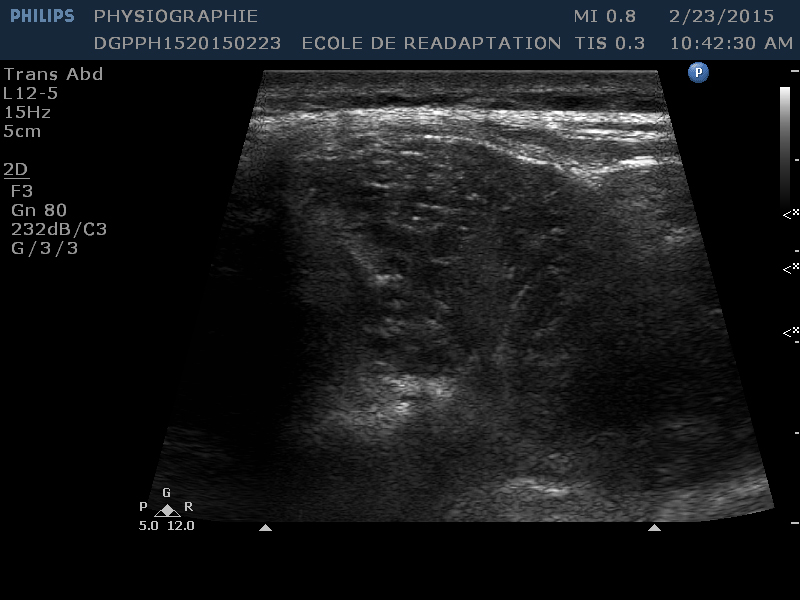 PHILIPS PHYSIOGRAPHIE MI 0.8 2/23/2015
DGPPH1520150223 ECOLE DE READAPTATION TIS 0.3 10:42:30 AM
Trans Abd
L12-5
15Hz
5cm
2D
F3
Gn 80
232dB/C3
G/3/3
P
G
P R
5.0 12.0